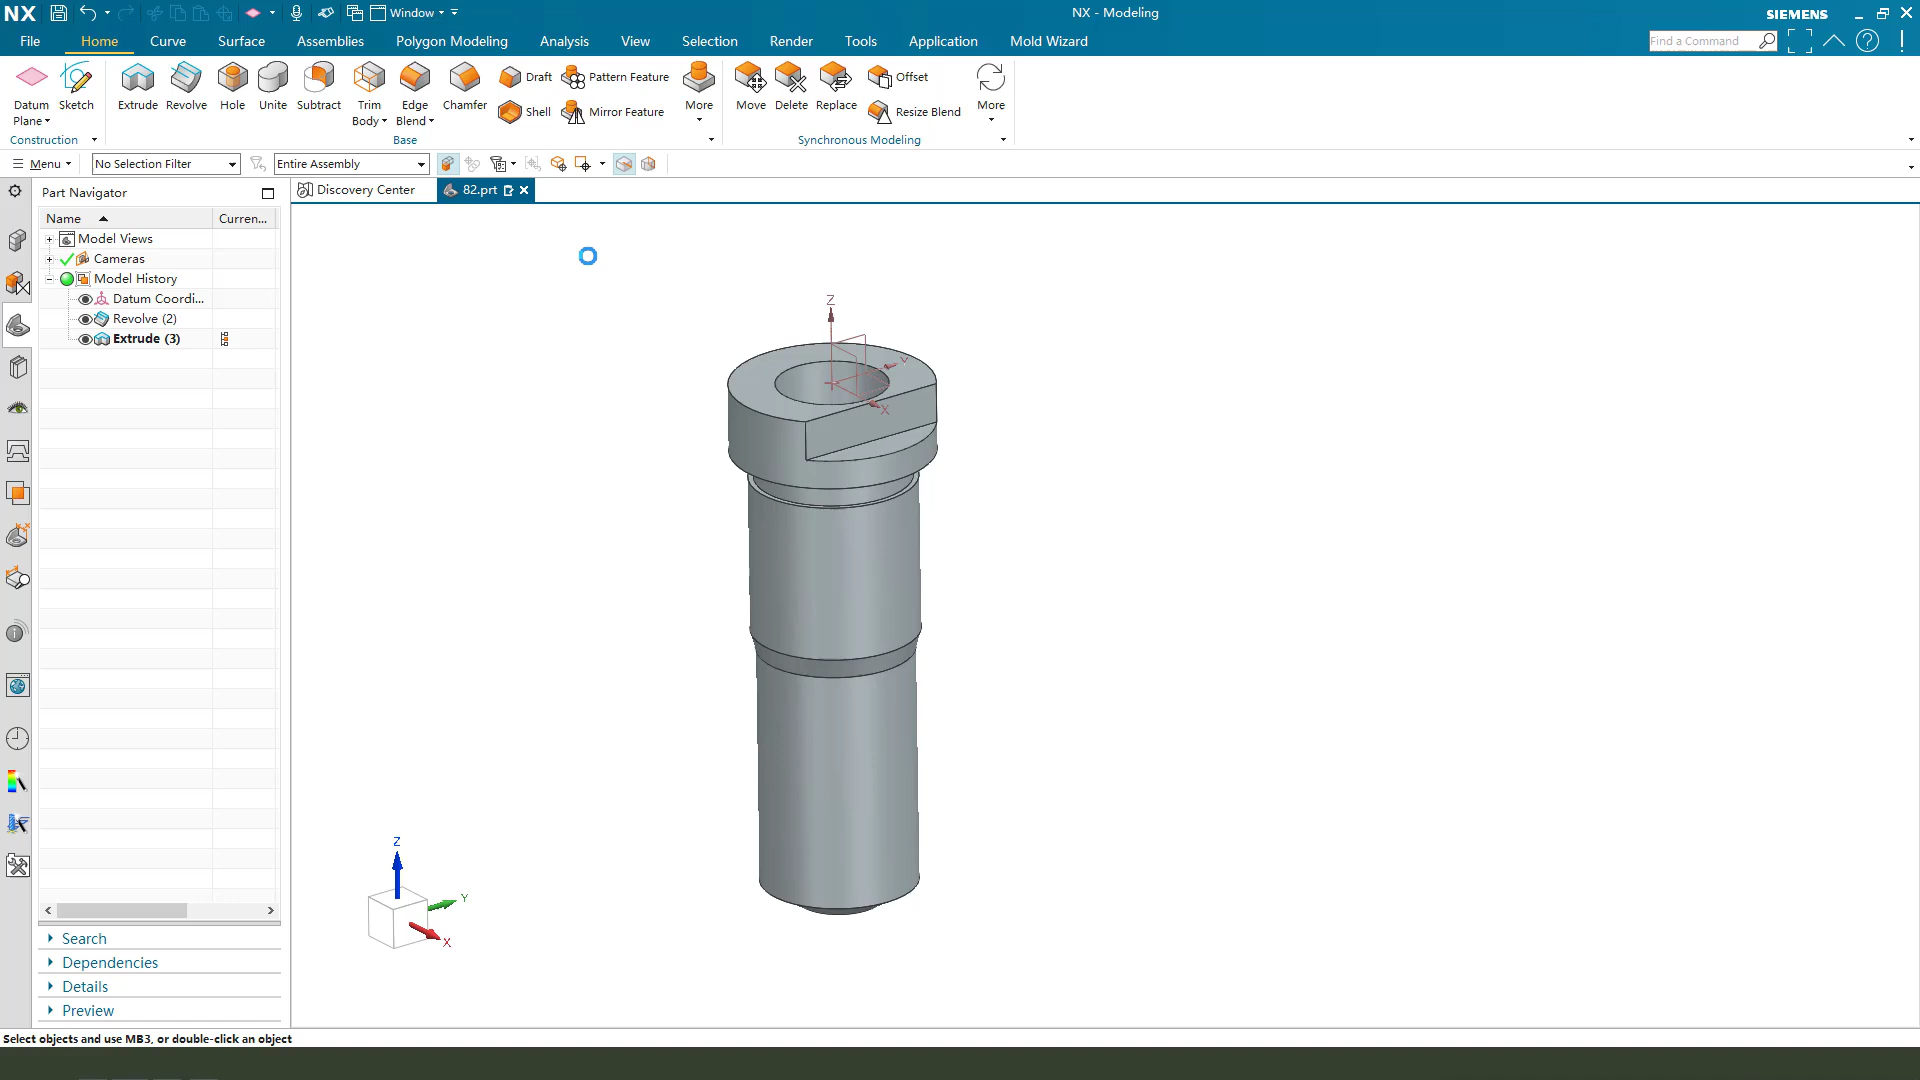 NX Window NX - Modeling SIEMENS
File Home Curve Surface Assemblies Polygon Modeling Analysis View Selection Render Tools Application Mold Wizard Find a Command
Datum Plane Sketch Extrude Revolve Hole Unite Subtract Trim Body Edge Blend Chamfer Draft Shell Pattern Feature Mirror Feature More Move Delete Replace Offset Resize Blend More
Construction Base Synchronous Modeling
Menu No Selection Filter Entire Assembly
Part Navigator Discovery Center 82.prt
Name Curren...
Model Views
Cameras
Model History
Datum Coordi...
Revolve (2)
Extrude (3)
Z
Y
X
Z
Y
X
Search
Dependencies
Details
Preview
Select objects and use MB3, or double-click an object